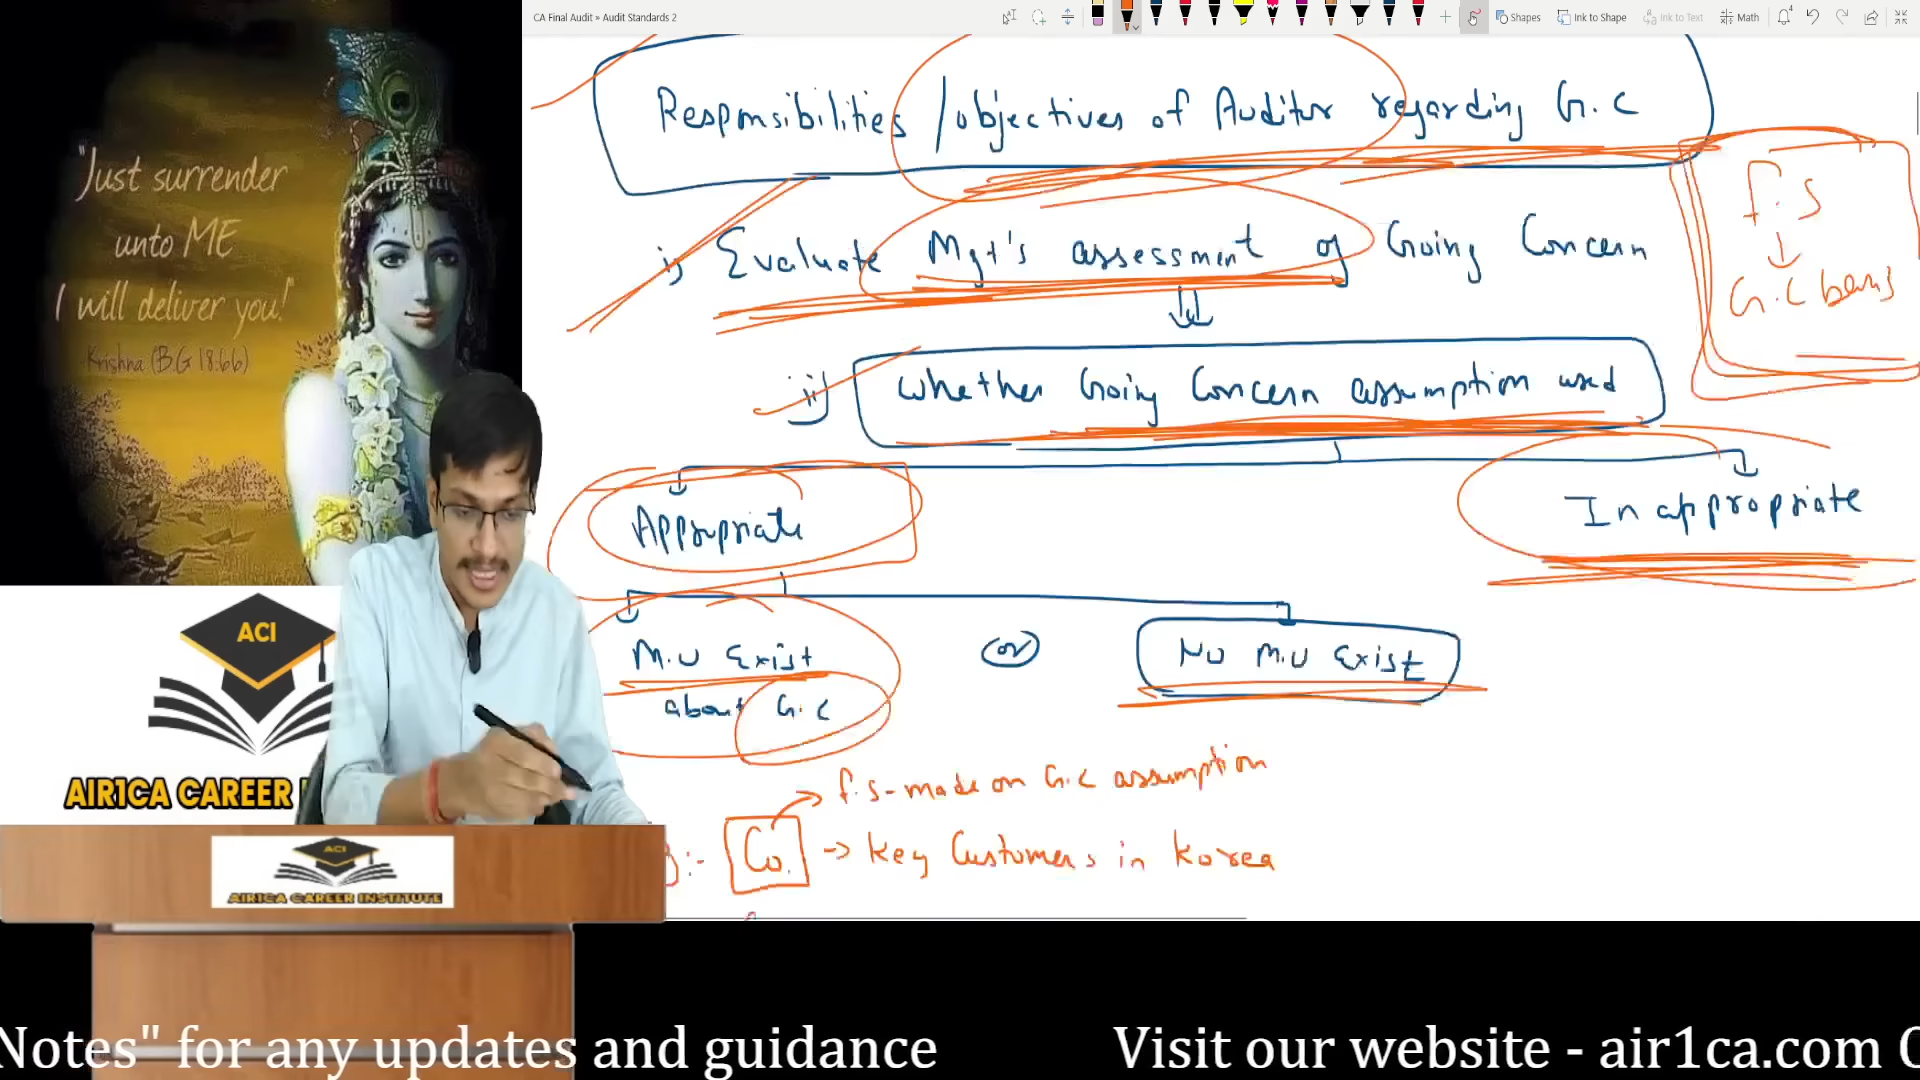 CA Final Audit » Audit Standards 2
Shapes
Ink to Shape
Ink to Text
Math
Responsibilities / objectives of Auditor regarding G.C
i) Evaluate Mgt's assessment of Going Concern
F.S
G.C basis
ii) Whether Going Concern assumption used
Appropriate
Inappropriate
M.U Exist
about G.C
or
No M.U Exist
F.S-made on G.C assumption
Co. → Key Customers in Korea
"Just surrender
unto ME
I will deliver you!"
Krishna (B.G 18:66)
ACI
AIR1CA CAREER
ACI
AIR1CA CAREER INSTITUTE
Notes" for any updates and guidance
Visit our website - air1ca.com